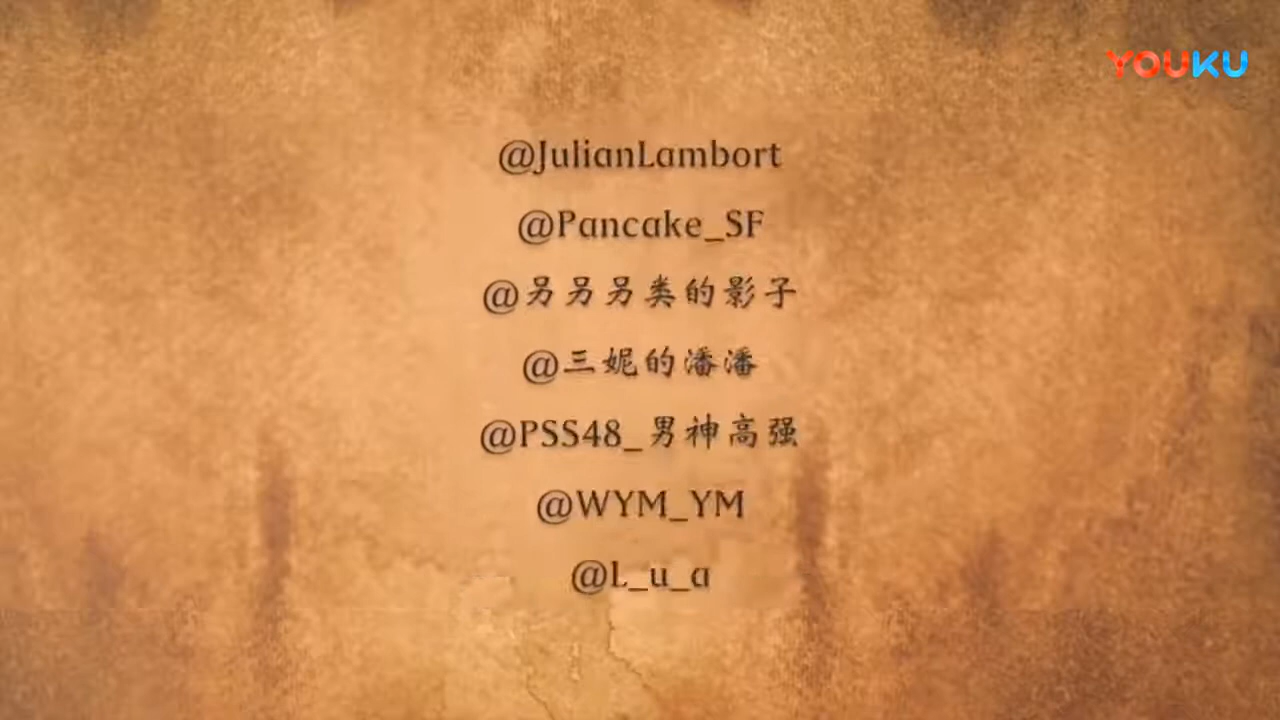 YOUKU
@JulianLambort
@Pancake_SF
@另另另类的影子
@三妮的潘潘
@PSS48_男神高强
@WYM_YM
@L_u_a